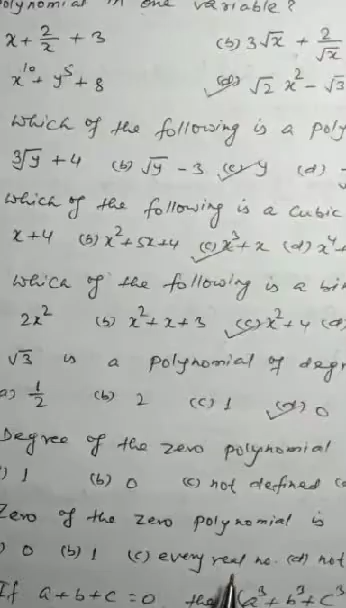 olynomial in one variable?
x + 2/x + 3 (b) 3√x + 2/√x
x¹⁰ + y⁵ + 8 (d) √2 x² - √3
which of the following is a poly
3√y + 4 (b) √y - 3 (c) y (d)
which of the following is a cubic
x + 4 (b) x² + 5x + 4 (c) x³ + x (d) x⁴ +
which of the following is a bin
2x² (b) x² + x + 3 (c) x² + 4 (d)
√3 is a polynomial of degr
a) 1/2 (b) 2 (c) 1 (d) 0
Degree of the zero polynomial
) 1 (b) 0 (c) not defined (
Zero of the zero polynomial is
) 0 (b) 1 (c) every real no. (d) not
If a + b + c = 0 the a³ + b³ + c³